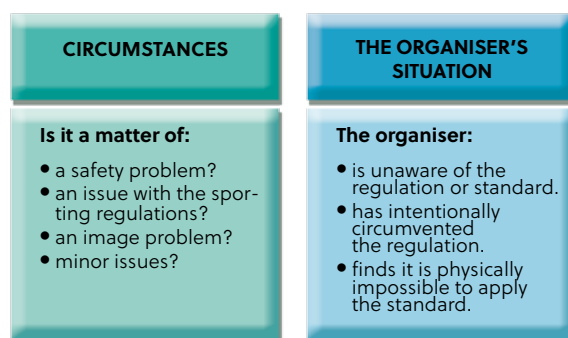 CIRCUMSTANCES
Is it a matter of:
• a safety problem?
• an issue with the spor-
ting regulations?
• an image problem?
• minor issues?
THE ORGANISER’S
SITUATION
The organiser:
• is unaware of the
regulation or standard.
• has intentionally
circumvented
the regulation.
• finds it is physically
impossible to apply
the standard.